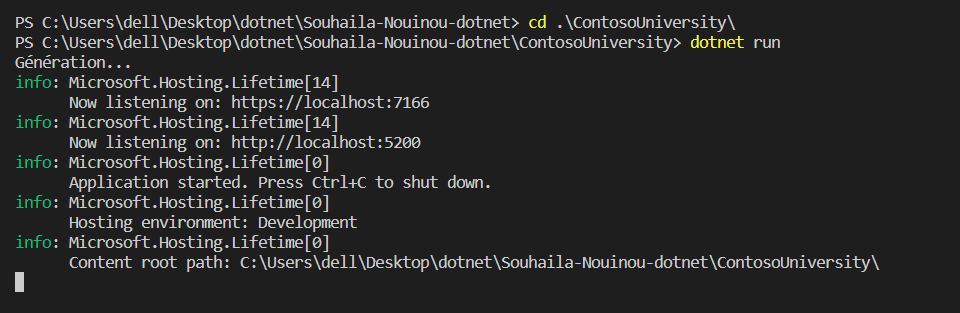 PS C:\Users\dell\Desktop\dotnet\Souhaila-Nouinou-dotnet> cd .\ContosoUniversity\
PS C:\Users\dell\Desktop\dotnet\Souhaila-Nouinou-dotnet\ContosoUniversity> dotnet run
Génération...
info: Microsoft.Hosting.Lifetime[14]
      Now listening on: https://localhost:7166
info: Microsoft.Hosting.Lifetime[14]
      Now listening on: http://localhost:5200
info: Microsoft.Hosting.Lifetime[0]
      Application started. Press Ctrl+C to shut down.
info: Microsoft.Hosting.Lifetime[0]
      Hosting environment: Development
info: Microsoft.Hosting.Lifetime[0]
      Content root path: C:\Users\dell\Desktop\dotnet\Souhaila-Nouinou-dotnet\ContosoUniversity\